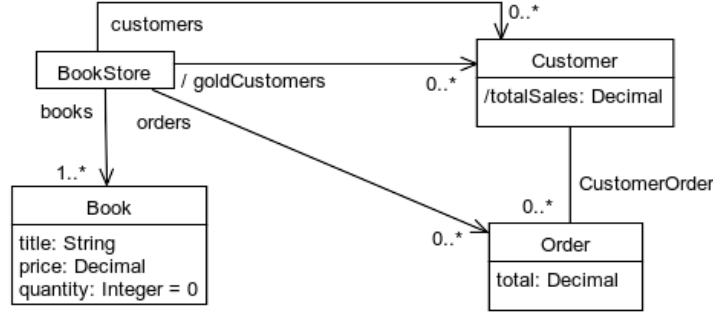 customers
0..*
BookStore
/ goldCustomers
0..*
Customer
/totalSales: Decimal
books
orders
1..*
CustomerOrder
0..*
0..*
Book
title: String
price: Decimal
quantity: Integer = 0
Order
total: Decimal